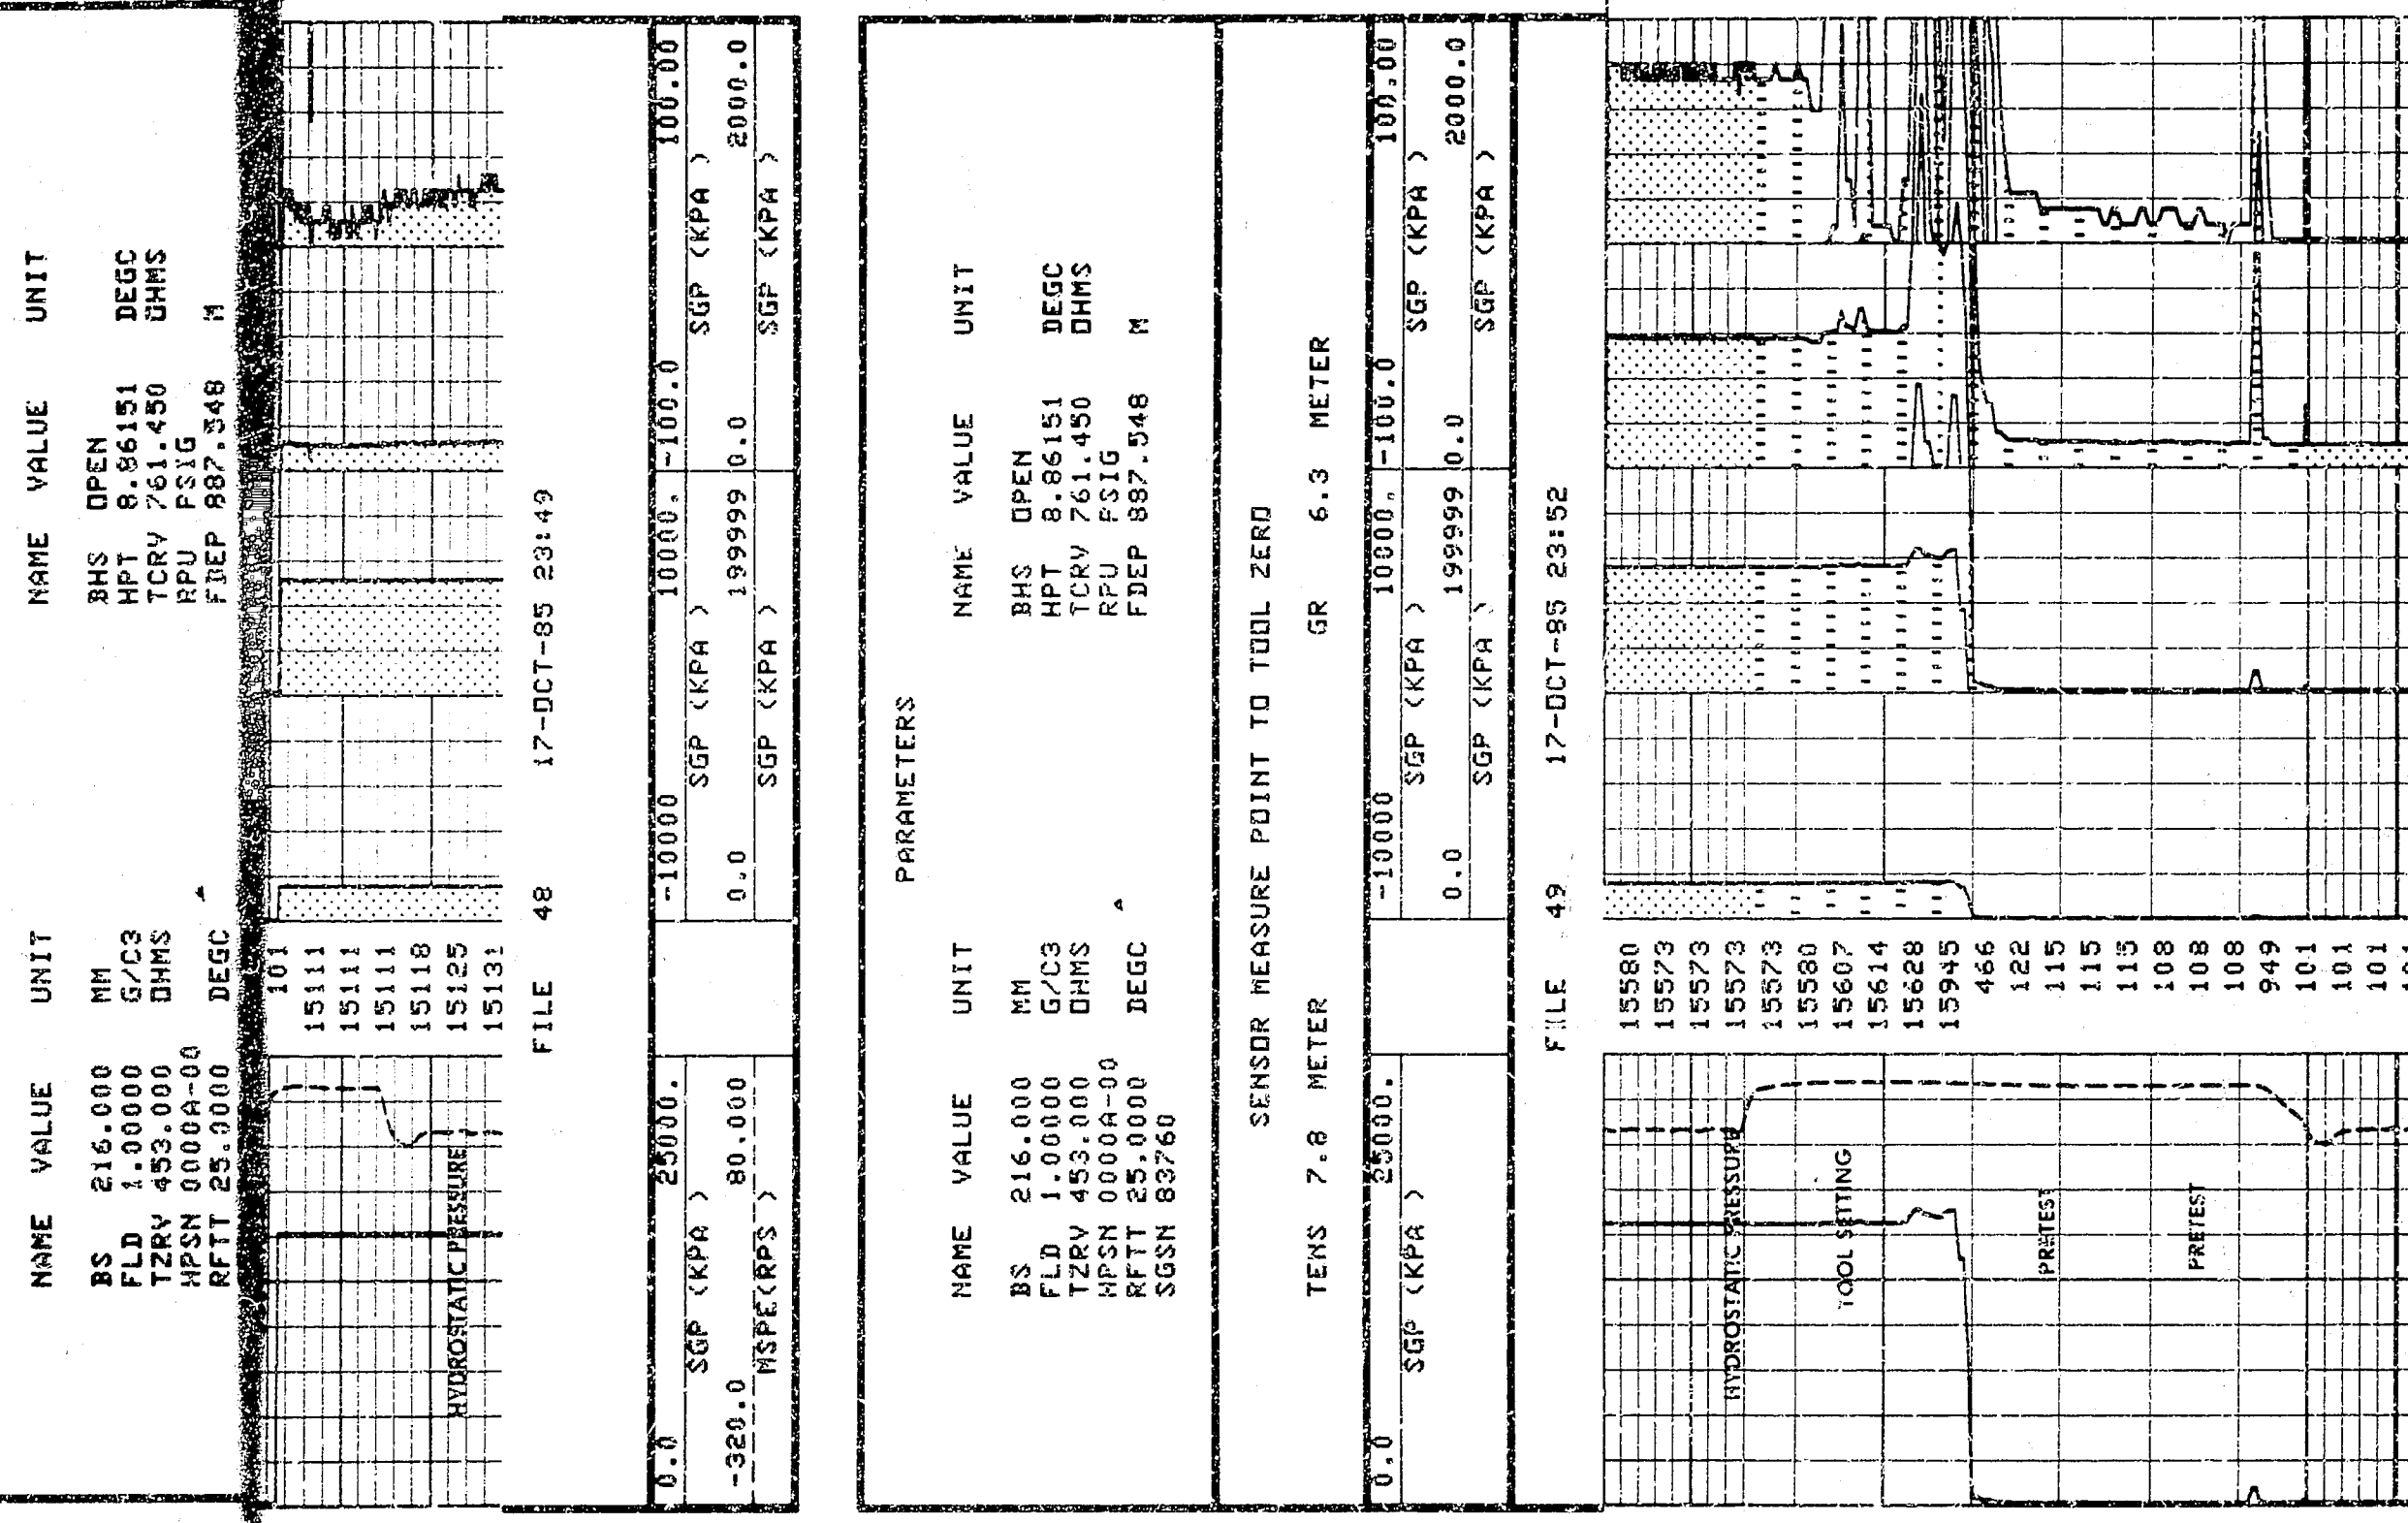 NAME VALUE UNIT NAME VALUE UNIT
BS 216.000 MM BHS OPEN
FLD 1.00000 G/C3 HPT 8.86151 DEGC
TZRV 453.000 OHMS TCRV 761.450 OHMS
HPSN 0000A-00 RPU PSIG
RFTT 25.0000 DEGC FDEP 887.548 M
101
15111
15111
15111
15118
15125
15131
HYDROSTATIC PRESSURE
FILE 48 17-OCT-85 23:49
0.0 25000. -10000 10000. -100.0 100.00
SGP (KPA ) SGP (KPA ) SGP (KPA )
-320.0 80.000 0.0 199999 0.0 2000.0
MSPE(RPS ) SGP (KPA ) SGP (KPA )
PARAMETERS
NAME VALUE UNIT NAME VALUE UNIT
BS 216.000 MM BHS OPEN
FLD 1.00000 G/C3 HPT 8.86151 DEGC
TZRV 453.000 OHMS TCRV 761.450 OHMS
HPSN 0000A-00 RPU PSIG
RFTT 25.0000 DEGC FDEP 887.548 M
SGSN 83760
SENSOR MEASURE POINT TO TOOL ZERO
TENS 7.8 METER GR 6.3 METER
0.0 25000. -10000 10000. -100.0 100.00
SGP (KPA ) SGP (KPA ) SGP (KPA )
0.0 199999 0.0 2000.0
SGP (KPA ) SGP (KPA )
FILE 49 17-OCT-85 23:52
15580
15573
15573
15573
HYDROSTATIC PRESSURE
15573
15580
15607
TOOL SETTING
15614
15628
15945
466
122
115
PRETEST
115
115
108
108
PRETEST
108
949
101
101
101